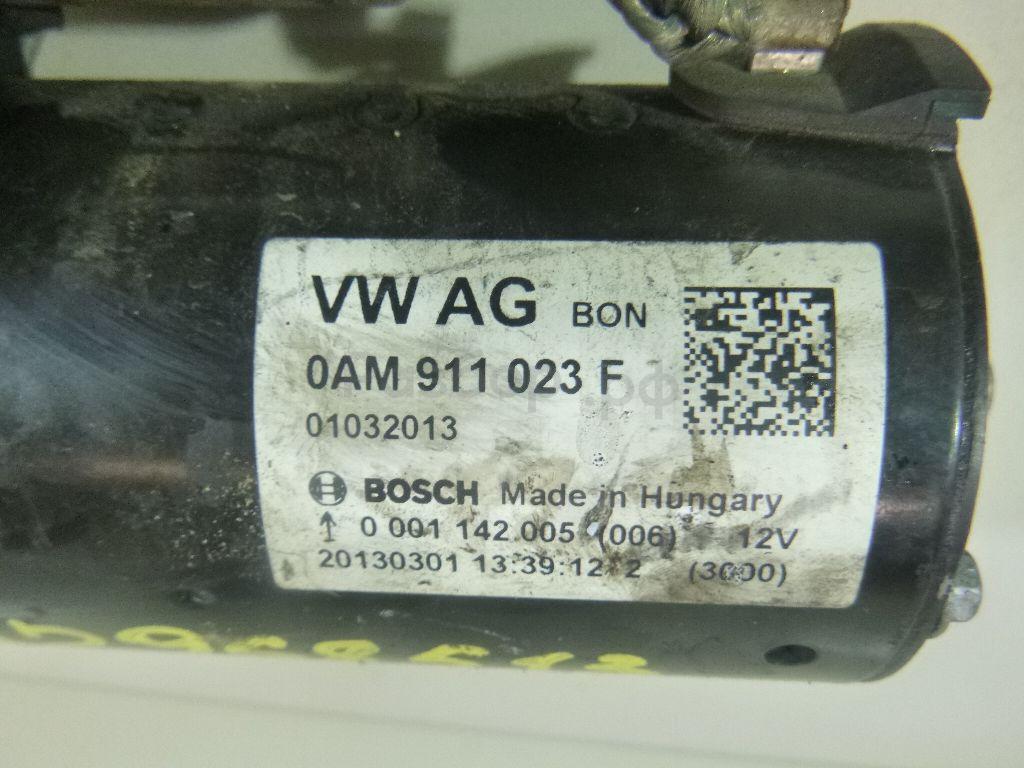 VW AG BON
0AM 911 023 F
01032013
BOSCH Made in Hungary
↑ 0 001 142 005 (006) 12V
20130301 13:39:12 2 (3000)